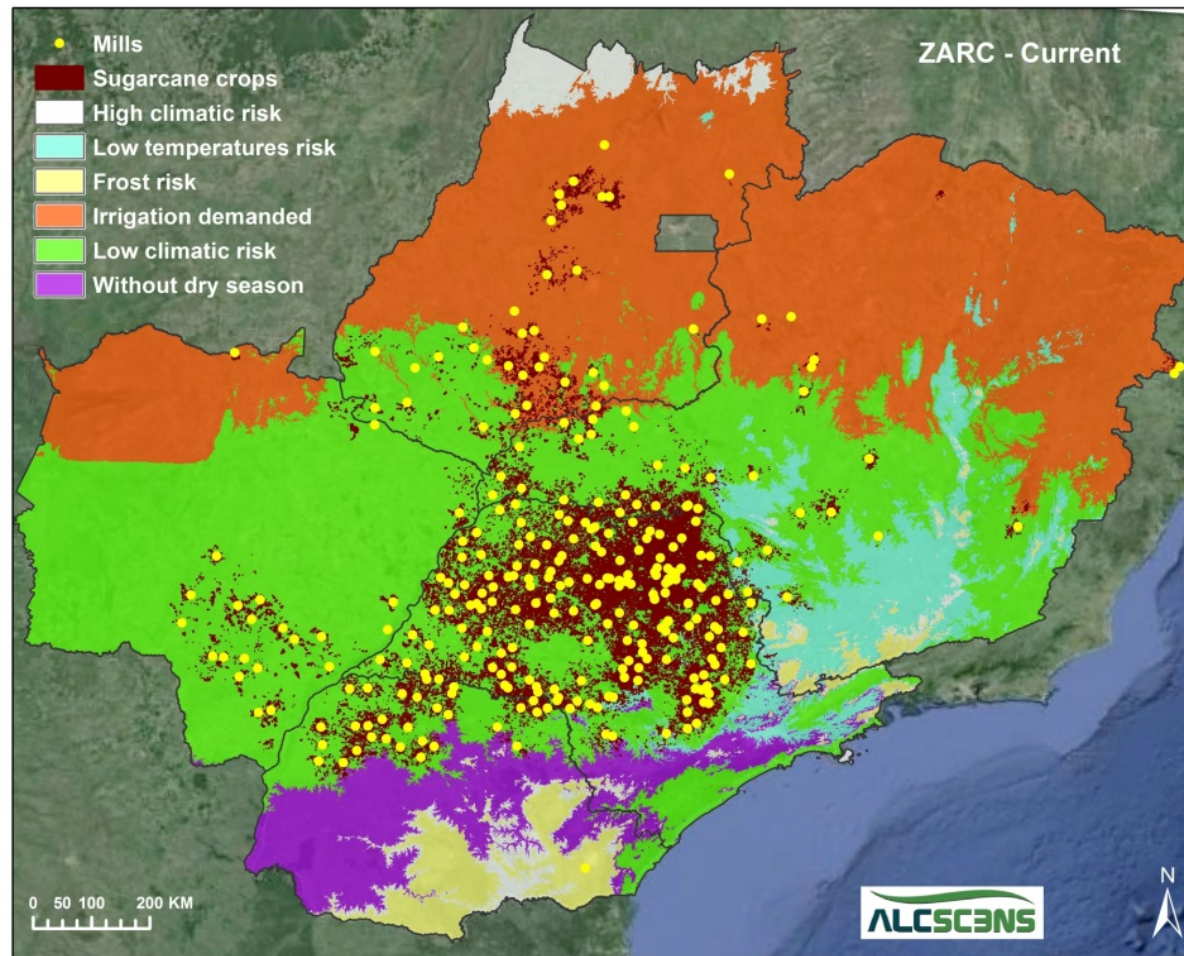 ZARC - Current
Mills
Sugarcane crops
High climatic risk
Low temperatures risk
Frost risk
Irrigation demanded
Low climatic risk
Without dry season
0 50 100 200 KM
ALCSCENS
N